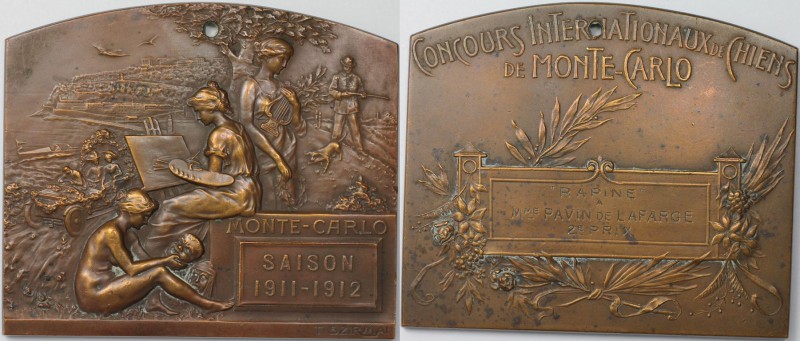 MONTE-CARLO
SAISON
1911-1912
CONCOURS INTERNATIONAUX DE CHIENS
DE MONTE-CARLO
RAPINE
A
MME PAVIN DE LAFARGE
2E PRIX